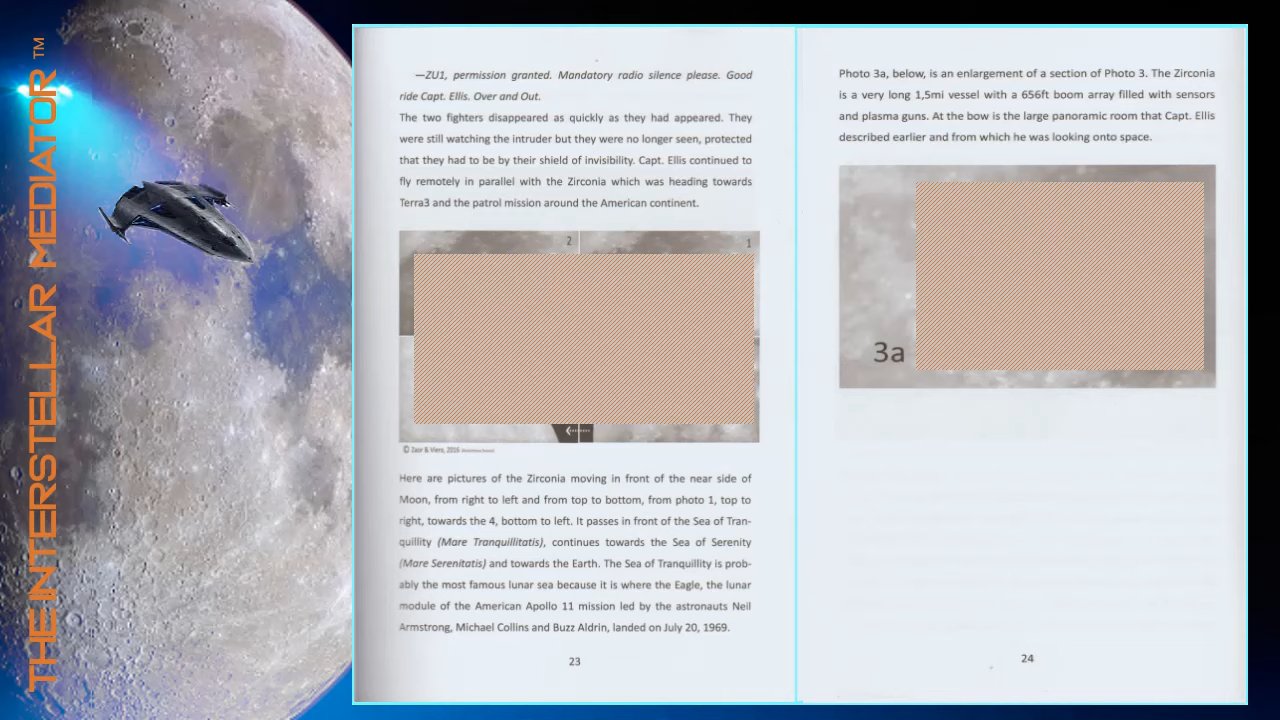 THE INTERSTELLAR MEDIATOR™
—ZU1, permission granted. Mandatory radio silence please. Good
ride Capt. Ellis. Over and Out.
The two fighters disappeared as quickly as they had appeared. They
were still watching the intruder but they were no longer seen, protected
that they had to be by their shield of invisibility. Capt. Ellis continued to
fly remotely in parallel with the Zirconia which was heading towards
Terra3 and the patrol mission around the American continent.
2
1
© Zaor & Viera, 2016
Here are pictures of the Zirconia moving in front of the near side of
Moon, from right to left and from top to bottom, from photo 1, top to
right, towards the 4, bottom to left. It passes in front of the Sea of Tran-
quillity (Mare Tranquillitatis), continues towards the Sea of Serenity
(Mare Serenitatis) and towards the Earth. The Sea of Tranquillity is prob-
ably the most famous lunar sea because it is where the Eagle, the lunar
module of the American Apollo 11 mission led by the astronauts Neil
Armstrong, Michael Collins and Buzz Aldrin, landed on July 20, 1969.
23
Photo 3a, below, is an enlargement of a section of Photo 3. The Zirconia
is a very long 1,5mi vessel with a 656ft boom array filled with sensors
and plasma guns. At the bow is the large panoramic room that Capt. Ellis
described earlier and from which he was looking onto space.
3a
24